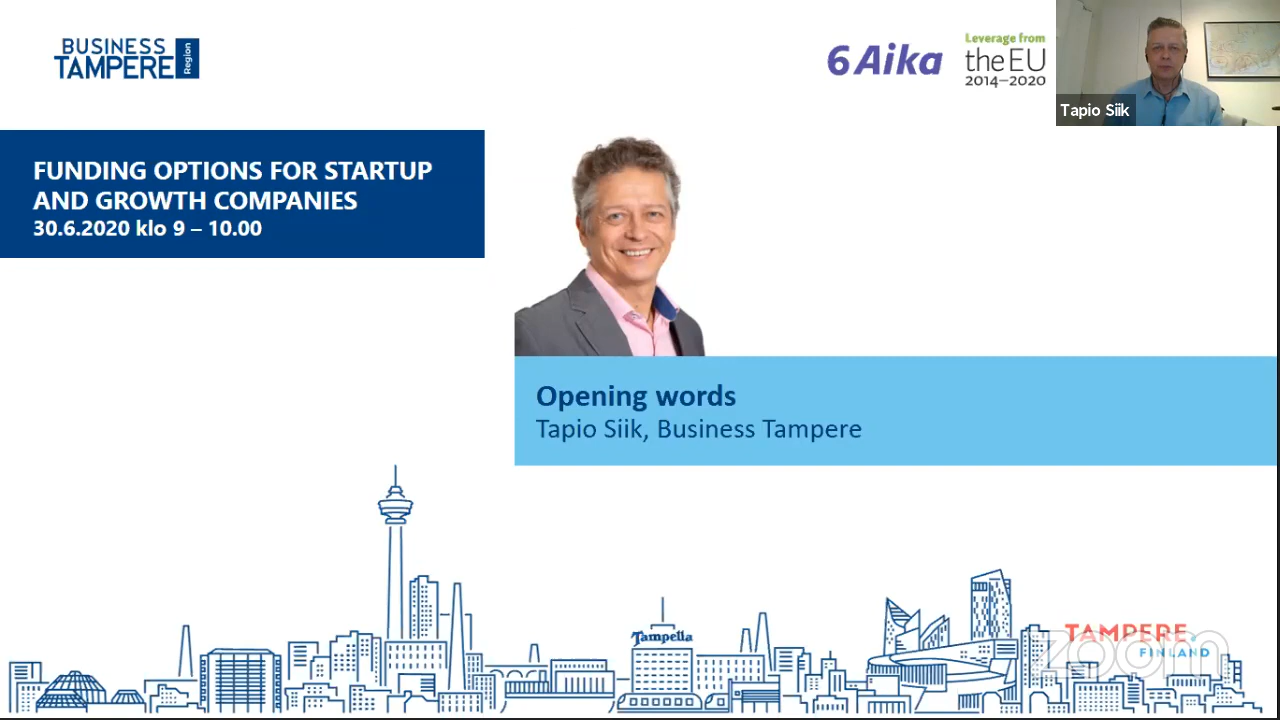 BUSINESS
TAMPERE
Region
6Aika
Leverage from
the EU
2014–2020
Tapio Siik
FUNDING OPTIONS FOR STARTUP
AND GROWTH COMPANIES
30.6.2020 klo 9 – 10.00
Opening words
Tapio Siik, Business Tampere
Tampella
TAMPERE.
FINLAND
zoom